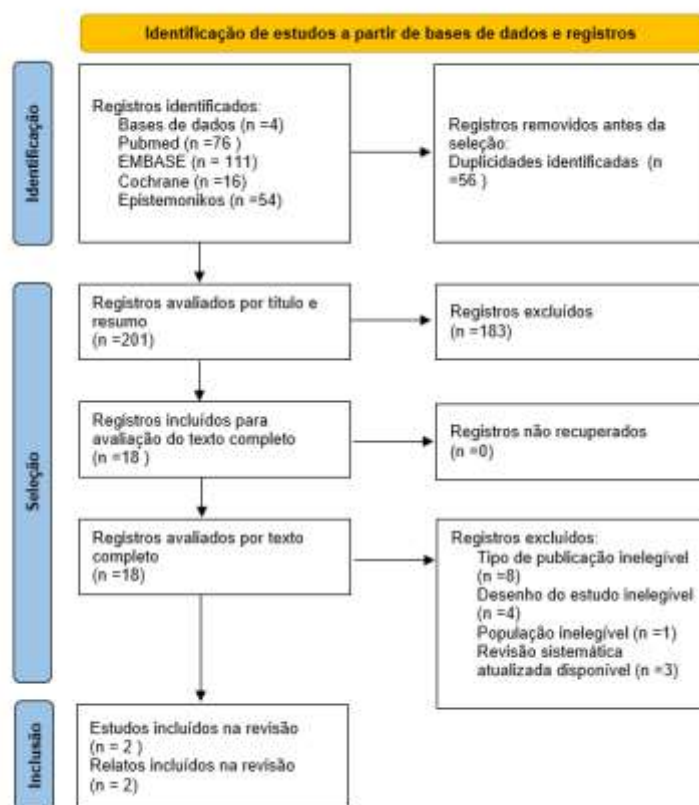 Identificação de estudos a partir de bases de dados e registros
Identificação
Registros identificados:
Bases de dados (n =4)
Pubmed (n =76 )
EMBASE (n = 111)
Cochrane (n =16)
Epistemonikos (n =54)
Registros removidos antes da
seleção:
Duplicidades identificadas (n
=56 )
Seleção
Registros avaliados por título e
resumo
(n =201)
Registros excluídos
(n =183)
Registros incluídos para
avaliação do texto completo
(n =18 )
Registros não recuperados
(n =0)
Registros avaliados por texto
completo
(n =18)
Registros excluídos:
Tipo de publicação inelegível
(n =8)
Desenho do estudo inelegível
(n =4)
População inelegível (n =1)
Revisão sistemática
atualizada disponível (n =3)
Inclusão
Estudos incluídos na revisão
(n = 2 )
Relatos incluídos na revisão
(n = 2)